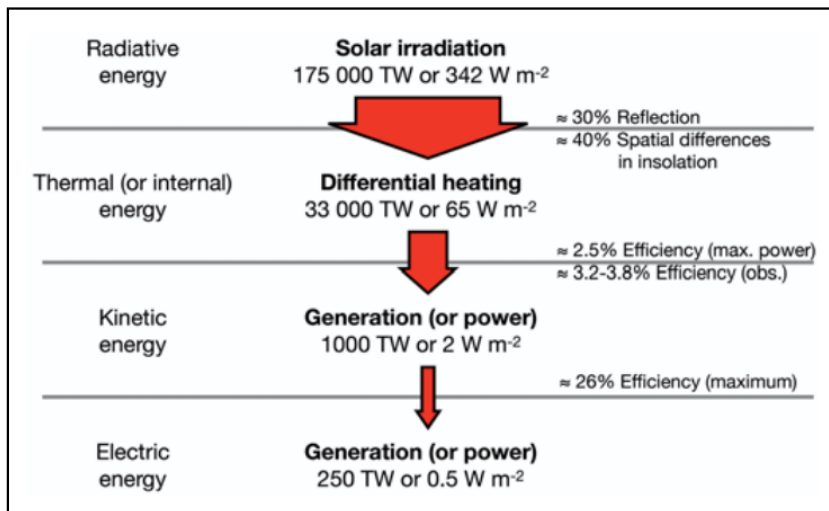 Radiative
energy
Solar irradiation
175 000 TW or 342 W m⁻²
≈ 30% Reflection
≈ 40% Spatial differences
in insolation
Thermal (or internal)
energy
Differential heating
33 000 TW or 65 W m⁻²
≈ 2.5% Efficiency (max. power)
≈ 3.2-3.8% Efficiency (obs.)
Kinetic
energy
Generation (or power)
1000 TW or 2 W m⁻²
≈ 26% Efficiency (maximum)
Electric
energy
Generation (or power)
250 TW or 0.5 W m⁻²